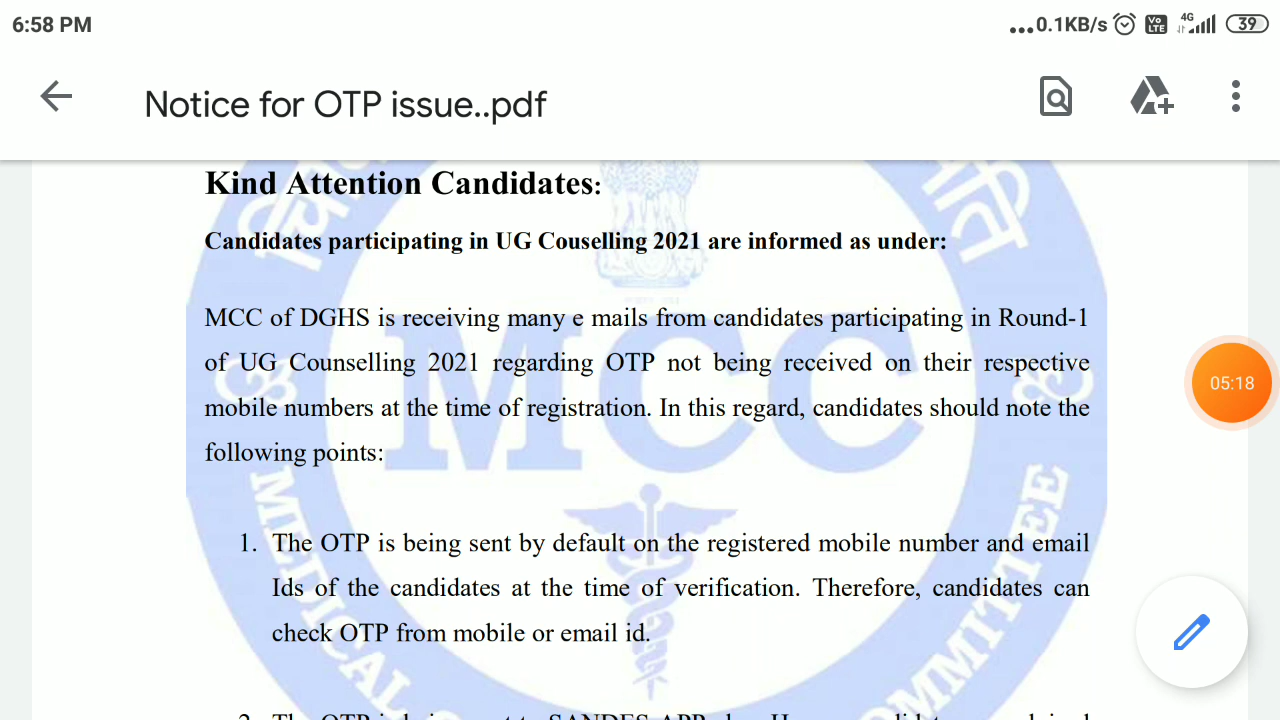 6:58 PM
...0.1KB/s Vo LTE 4G 39
Notice for OTP issue..pdf
Kind Attention Candidates:
Candidates participating in UG Couselling 2021 are informed as under:
MCC of DGHS is receiving many e mails from candidates participating in Round-1
of UG Counselling 2021 regarding OTP not being received on their respective
mobile numbers at the time of registration. In this regard, candidates should note the
following points:
05:18
1. The OTP is being sent by default on the registered mobile number and email
Ids of the candidates at the time of verification. Therefore, candidates can
check OTP from mobile or email id.
MCC
MEDICAL
COMMITTEE